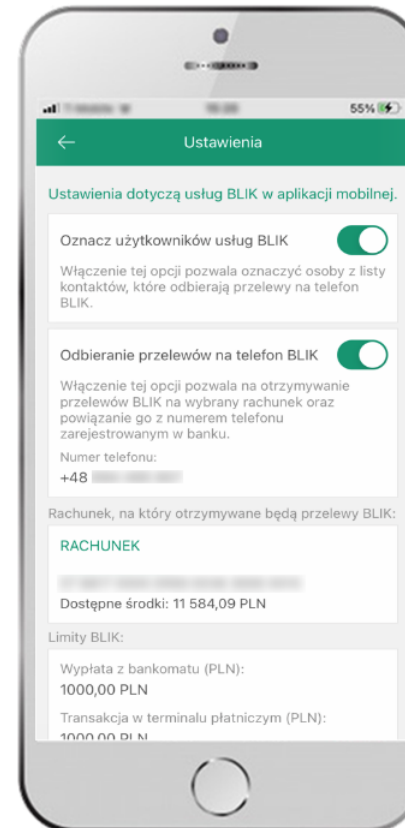 55%
Ustawienia
Ustawienia dotyczą usług BLIK w aplikacji mobilnej.
Oznacz użytkowników usług BLIK
Włączenie tej opcji pozwala oznaczyć osoby z listy
kontaktów, które odbierają przelewy na telefon
BLIK.
Odbieranie przelewów na telefon BLIK
Włączenie tej opcji pozwala na otrzymywanie
przelewów BLIK na wybrany rachunek oraz
powiązanie go z numerem telefonu
zarejestrowanym w banku.
Numer telefonu:
+48
Rachunek, na który otrzymywane będą przelewy BLIK:
RACHUNEK
Dostępne środki: 11 584,09 PLN
Limity BLIK:
Wypłata z bankomatu (PLN):
1000,00 PLN
Transakcja w terminalu płatniczym (PLN):
1000,00 PLN